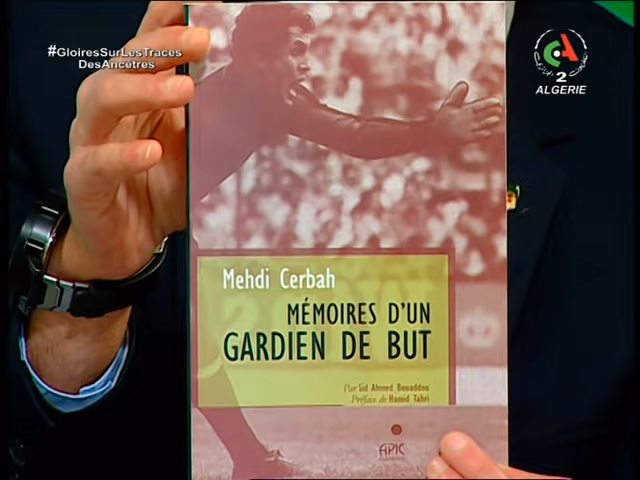 #GloiresSurLesTraces
DesAncêtres
2
ALGERIE
Mehdi Cerbah
MÉMOIRES D'UN
GARDIEN DE BUT
Par Sid Ahmed Bouaddou
Préface de Hamid Tahri
APIC